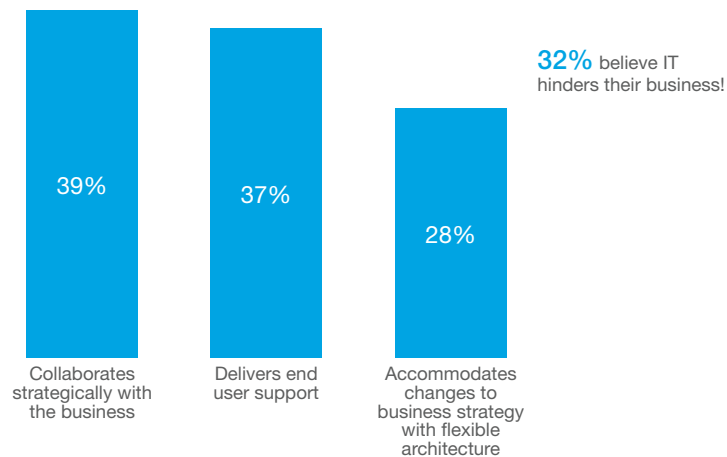 32% believe IT
hinders their business!
39%
37%
28%
Collaborates
strategically with
the business
Delivers end
user support
Accommodates
changes to
business strategy
with flexible
architecture